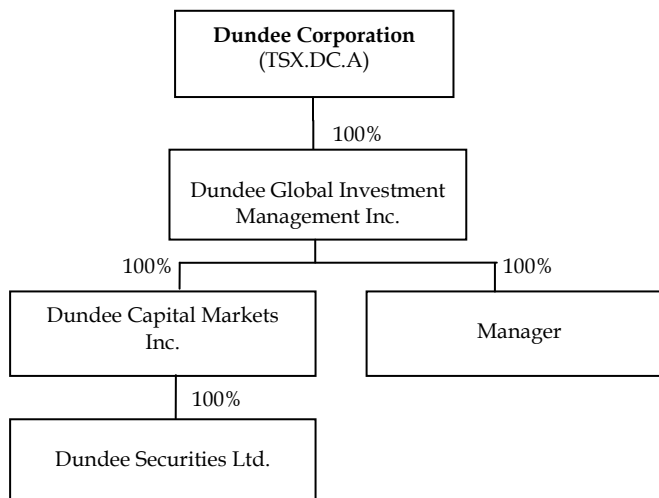 Dundee Corporation
(TSX.DC.A)
100%
Dundee Global Investment
Management Inc.
100%
100%
Dundee Capital Markets
Inc.
Manager
100%
Dundee Securities Ltd.